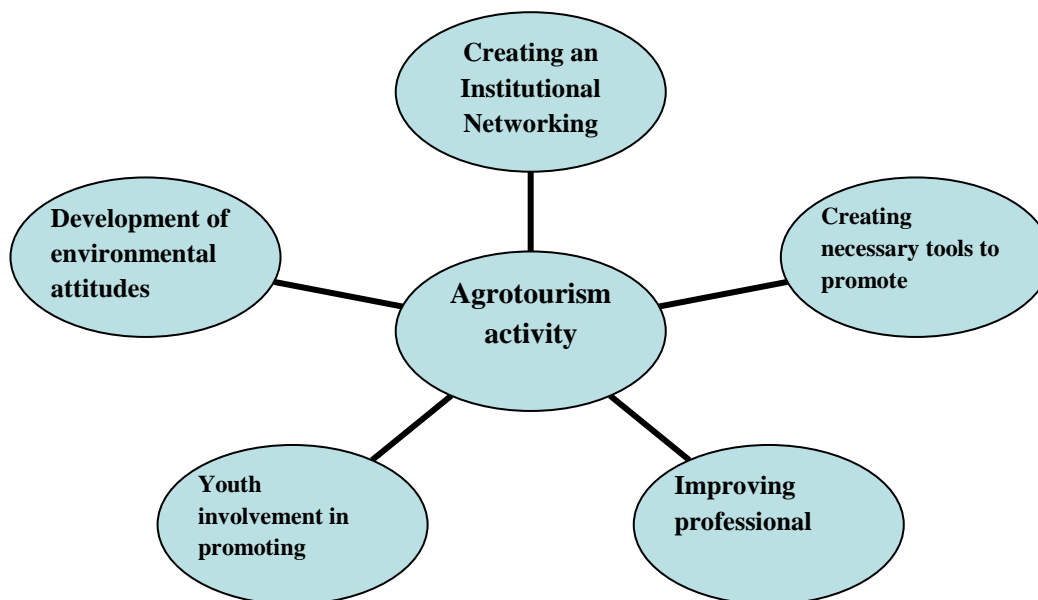 Creating an
Institutional
Networking
Development of
environmental
attitudes
Creating
necessary tools to
promote
Agrotourism
activity
Youth
involvement in
promoting
Improving
professional